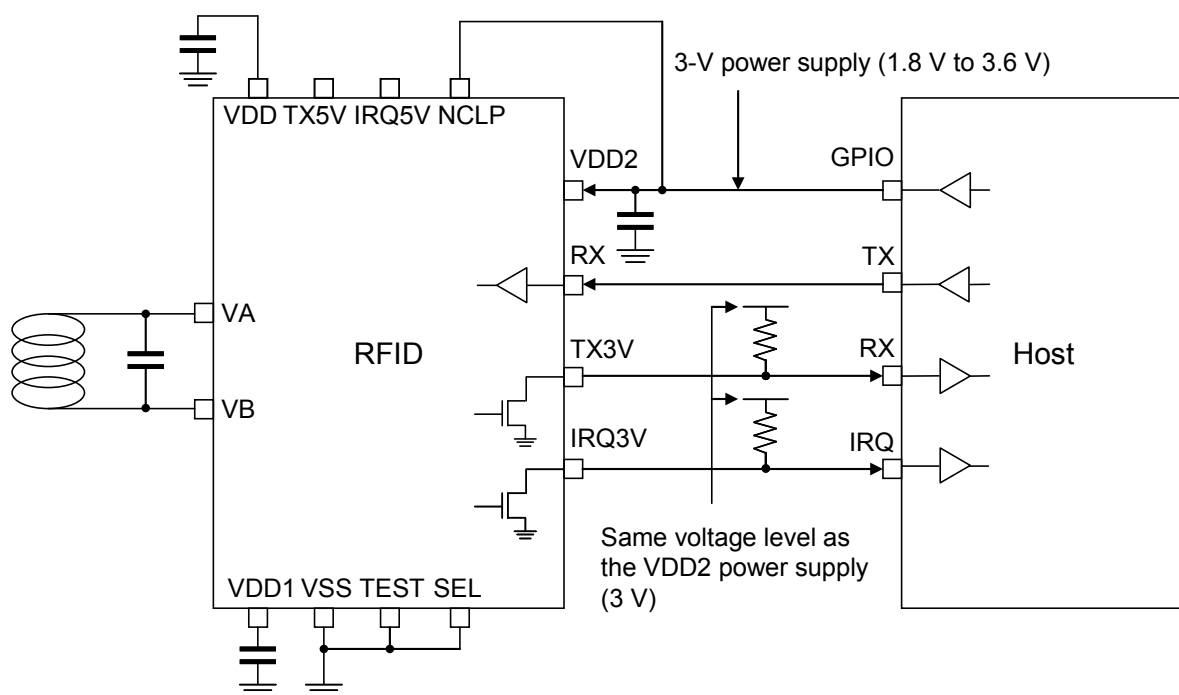 3-V power supply (1.8 V to 3.6 V)
VDD TX5V IRQ5V NCLP
VDD2
GPIO
RX
TX
VA
RFID
TX3V
RX
Host
VB
IRQ3V
IRQ
Same voltage level as
the VDD2 power supply
(3 V)
VDD1 VSS TEST SEL